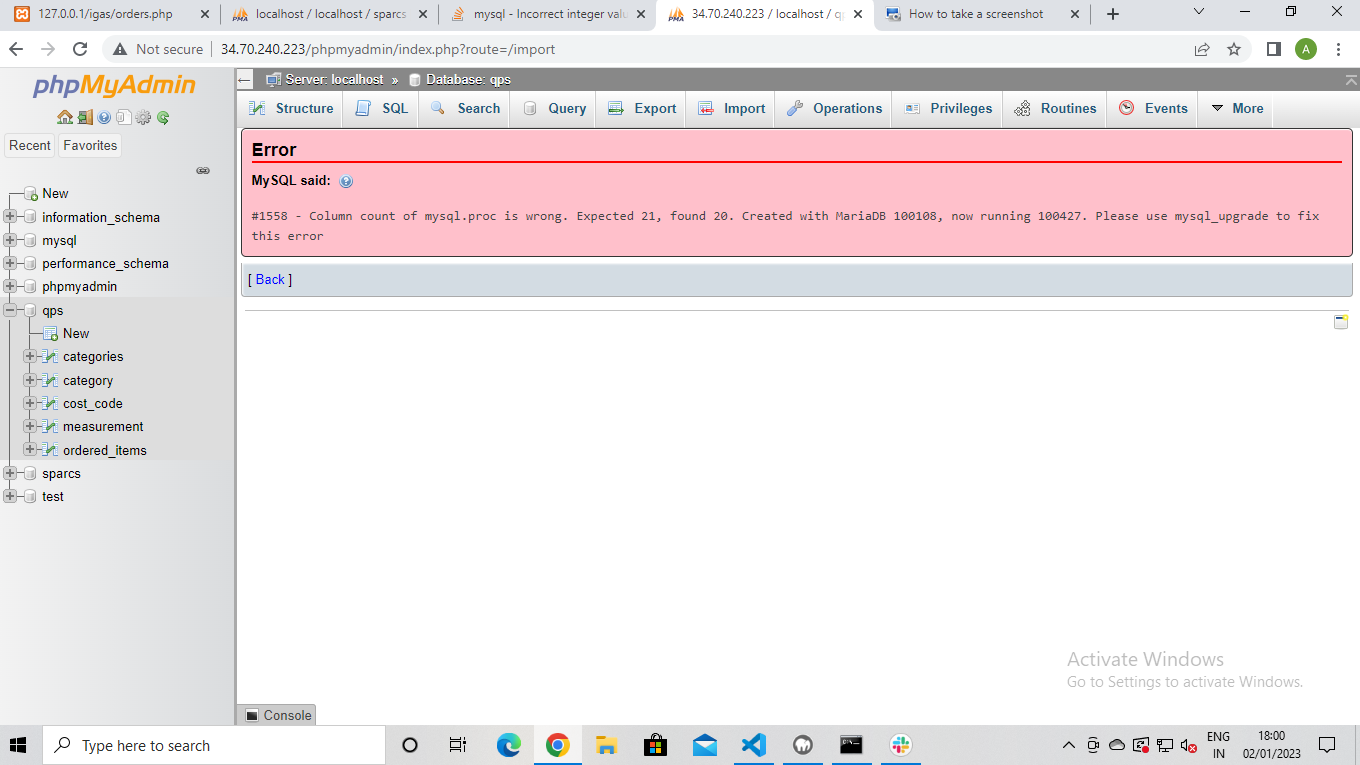 127.0.0.1/igas/orders.php
localhost / localhost / sparcs
mysql - Incorrect integer valu
34.70.240.223 / localhost / qp
How to take a screenshot
Not secure
34.70.240.223/phpmyadmin/index.php?route=/import
A
phpMyAdmin
Recent
Favorites
New
information_schema
mysql
performance_schema
phpmyadmin
qps
New
categories
category
cost_code
measurement
ordered_items
sparcs
test
Server: localhost » Database: qps
Structure
SQL
Search
Query
Export
Import
Operations
Privileges
Routines
Events
More
Error
MySQL said:
#1558 - Column count of mysql.proc is wrong. Expected 21, found 20. Created with MariaDB 100108, now running 100427. Please use mysql_upgrade to fix
this error
[ Back ]
Console
Activate Windows
Go to Settings to activate Windows.
Type here to search
ENG
IN
18:00
02/01/2023